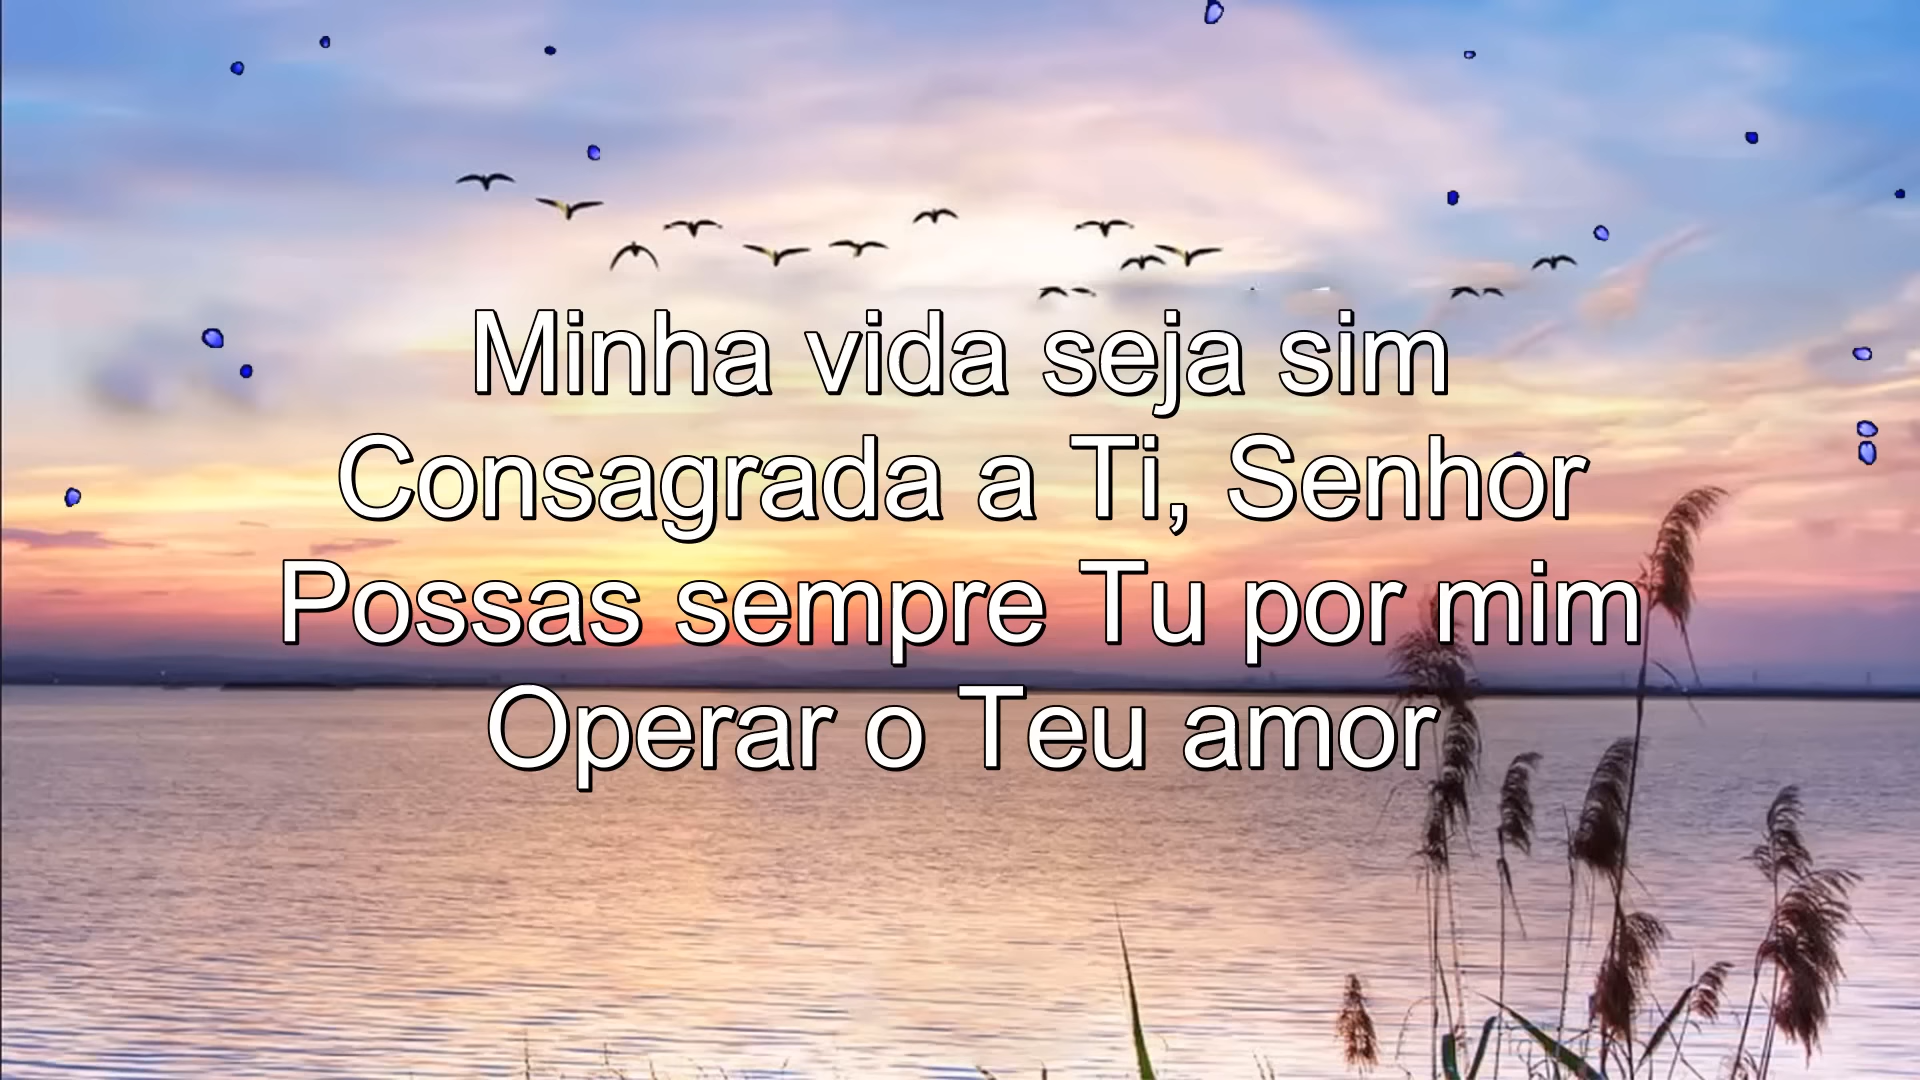 Minha vida seja sim
Consagrada a Ti, Senhor
Possas sempre Tu por mim
Operar o Teu amor